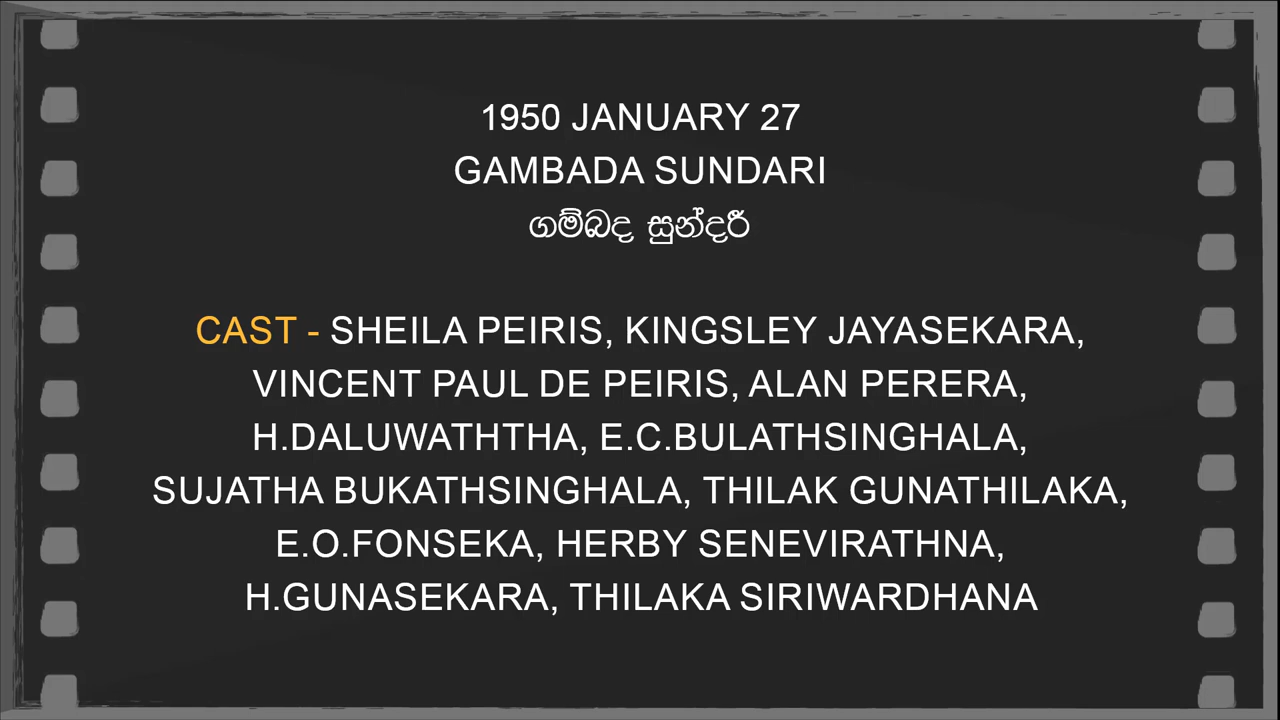 1950 JANUARY 27
GAMBADA SUNDARI
ගම්බද සුන්දරී
CAST - SHEILA PEIRIS, KINGSLEY JAYASEKARA,
VINCENT PAUL DE PEIRIS, ALAN PERERA,
H.DALUWATHTHA, E.C.BULATHSINGHALA,
SUJATHA BUKATHSINGHALA, THILAK GUNATHILAKA,
E.O.FONSEKA, HERBY SENEVIRATHNA,
H.GUNASEKARA, THILAKA SIRIWARDHANA